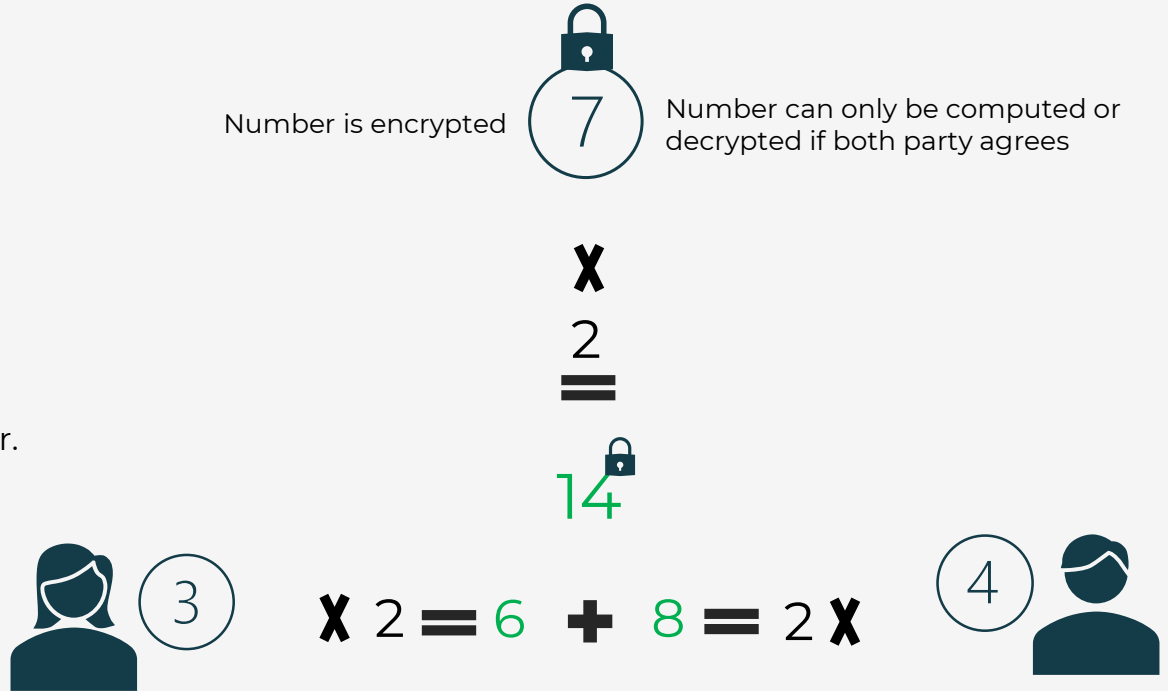 Number is encrypted
7
Number can only be computed or
decrypted if both party agrees
x
2
=
r.
14
3 x 2 = 6 + 8 = 2 x 4